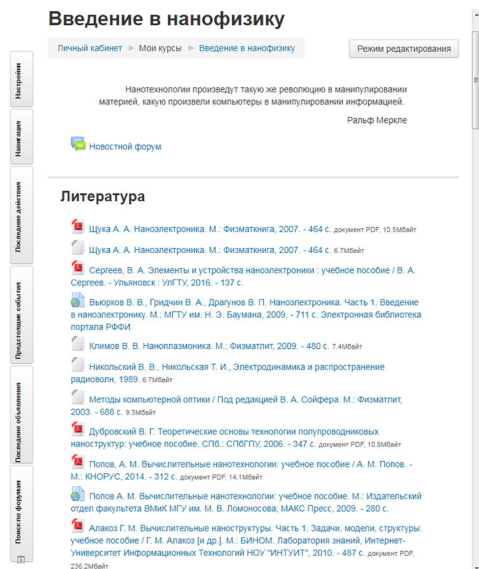 Введение в нанофизику
Личный кабинет ► Мои курсы ► Введение в нанофизику
Режим редактирования
Настройки
Навигация
Последние действия
Предстоящие события
Последние объявления
Поиск по форумам
Нанотехнологии произведут такую же революцию в манипулировании
материей, какую произвели компьютеры в манипулировании информацией.
Ральф Меркле
Новостной форум
Литература
Щука А. А. Наноэлектроника. М.: Физматкнига, 2007. - 464 с. документ PDF, 10.5Мбайт
Щука А. А. Наноэлектроника. М.: Физматкнига, 2007. - 464 с. 6.7Мбайт
Сергеев, В. А. Элементы и устройства наноэлектроники : учебное пособие / В. А.
Сергеев. - Ульяновск : УлГТУ, 2016. - 137 с.
Вьюрков В. В., Гридчин В. А., Драгунов В. П. Наноэлектроника. Часть 1. Введение
в наноэлектронику. М.: МГТУ им. Н. Э. Баумана, 2009. - 711 с. Электронная библиотека
портала РФФИ
Климов В. В. Наноплазмоника. М.: Физматлит, 2009. - 480 с. 7.4Мбайт
Никольский В. В., Никольская Т. И., Электродинамика и распространение
радиоволн, 1989. 6.7Мбайт
Методы компьютерной оптики / Под редакцией В. А. Сойфера. М.: Физматлит,
2003. - 688 с. 9.3Мбайт
Дубровский В. Г. Теоретические основы технологии полупроводниковых
наноструктур: учебное пособие. СПб.: СПбГПУ, 2006. - 347 с. документ PDF, 10.8Мбайт
Попов, А. М. Вычислительные нанотехнологии: учебное пособие / А. М. Попов. -
М.: КНОРУС, 2014. - 312 с. документ PDF, 14.1Мбайт
Попов А. М. Вычислительные нанотехнологии: учебное пособие. М.: Издательский
отдел факультета ВМиК МГУ им. М. В. Ломоносова; МАКС Пресс, 2009. - 280 с.
Алакоз Г. М. Вычислительные наноструктуры. Часть 1. Задачи, модели, структуры:
учебное пособие / Г. М. Алакоз [и др.]. М.: БИНОМ. Лаборатория знаний, Интернет-
Университет Информационных Технологий НОУ "ИНТУИТ", 2010. - 487 с. документ PDF,
236.2Мбайт